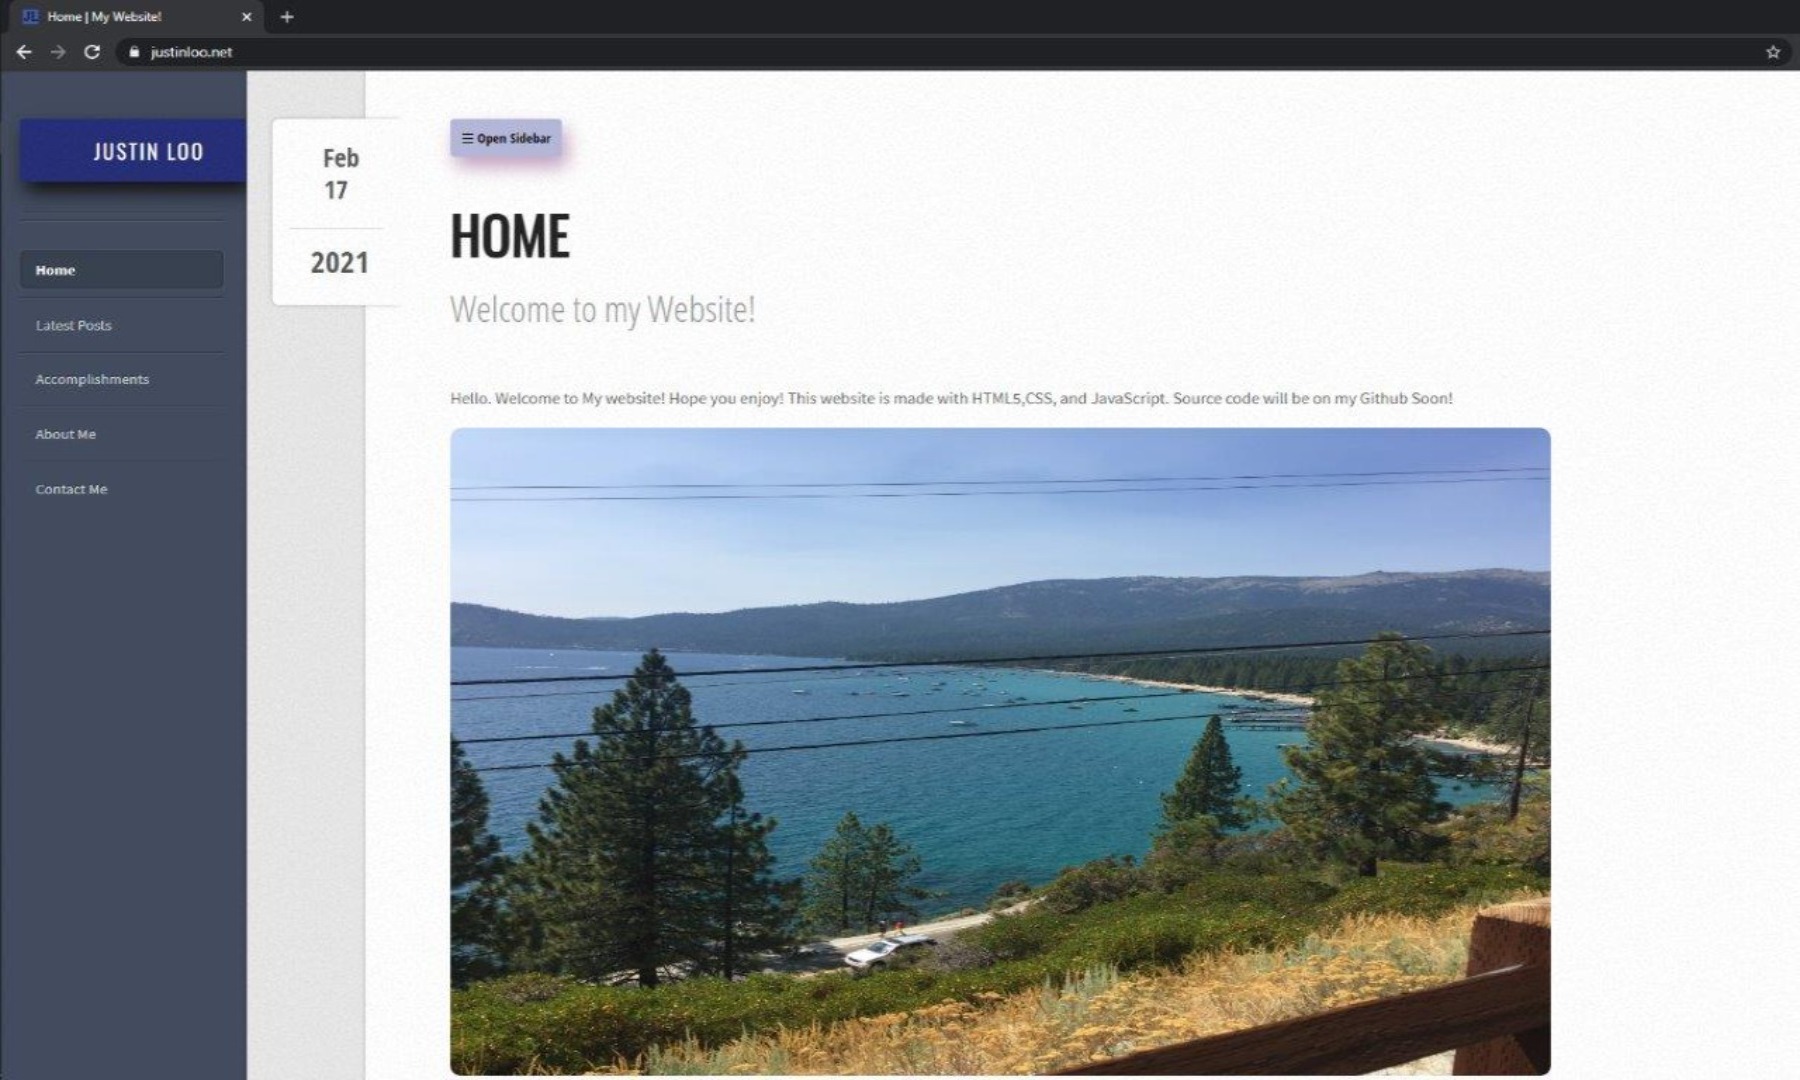 Home | My Website!
justinloo.net
JUSTIN LOO
Home
Latest Posts
Accomplishments
About Me
Contact Me
Feb
17
2021
☰ Open Sidebar
HOME
Welcome to my Website!
Hello. Welcome to My website! Hope you enjoy! This website is made with HTML5,CSS, and JavaScript. Source code will be on my Github Soon!